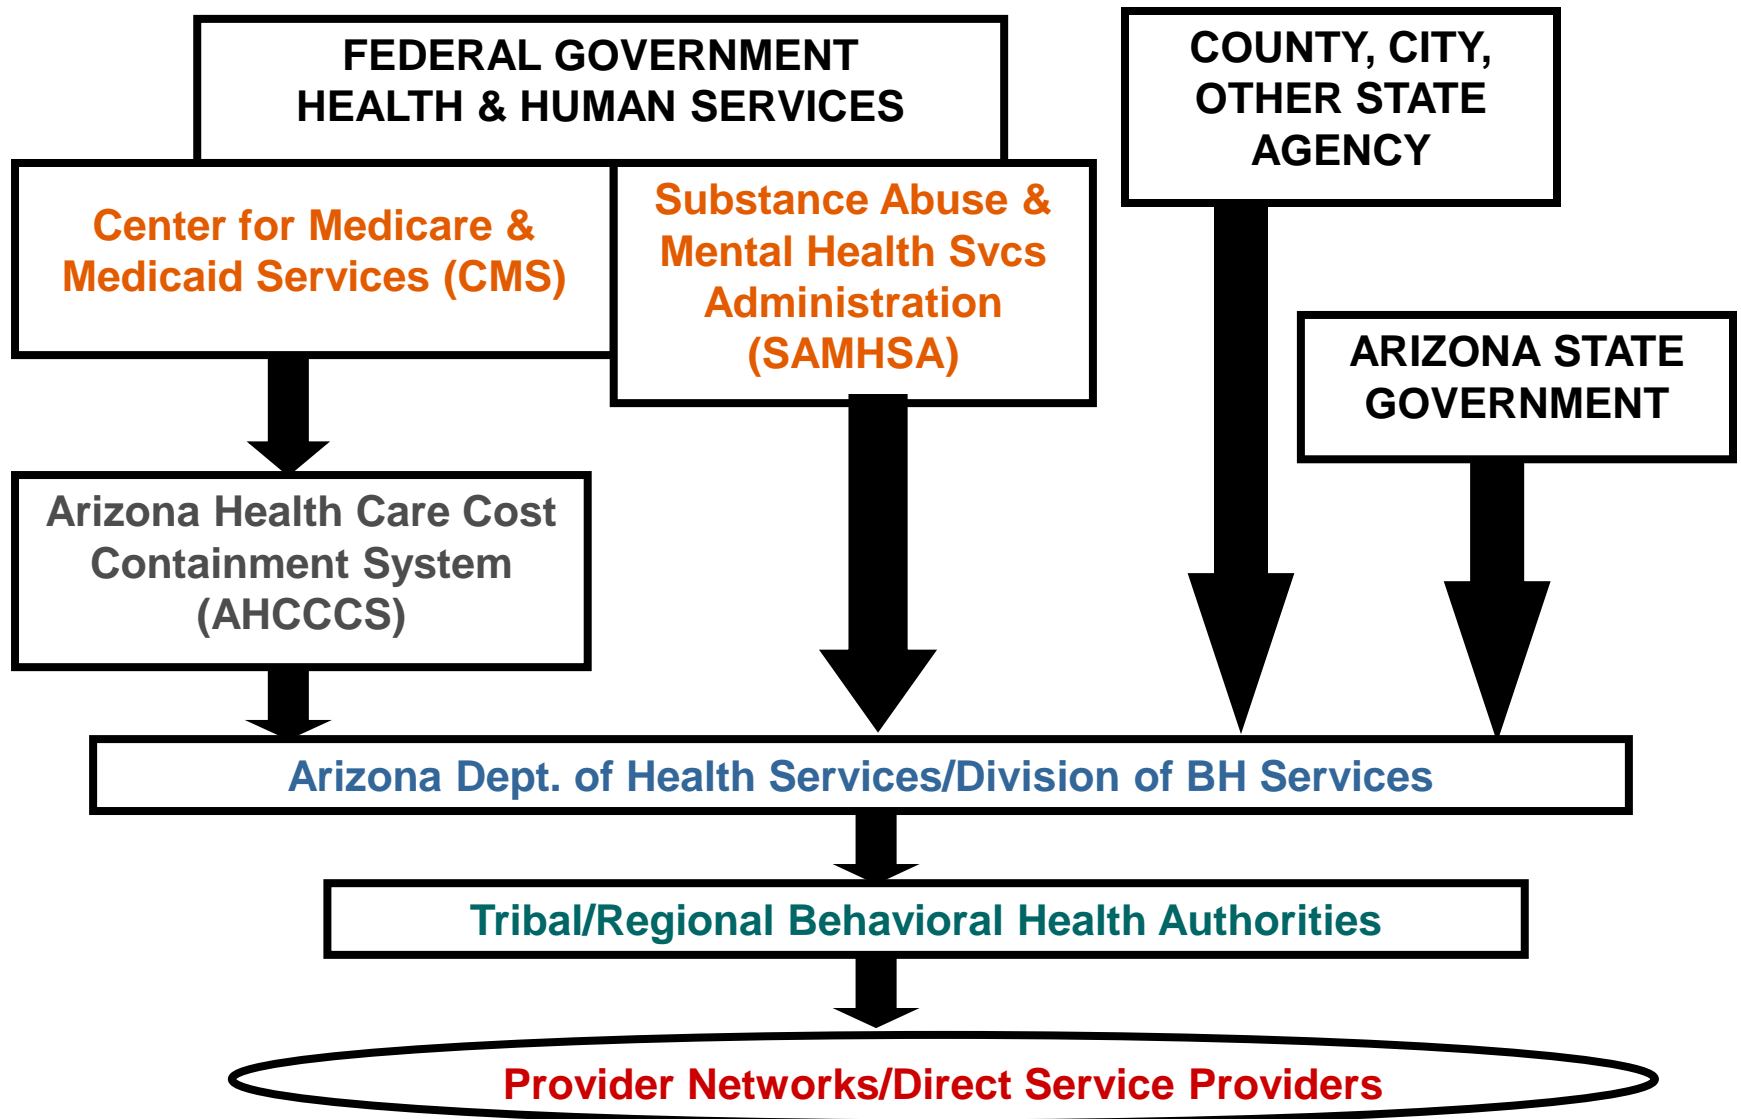 FEDERAL GOVERNMENT
HEALTH & HUMAN SERVICES
COUNTY, CITY,
OTHER STATE
AGENCY
Center for Medicare &
Medicaid Services (CMS)
Substance Abuse &
Mental Health Svcs
Administration
(SAMHSA)
ARIZONA STATE
GOVERNMENT
Arizona Health Care Cost
Containment System
(AHCCCS)
Arizona Dept. of Health Services/Division of BH Services
Tribal/Regional Behavioral Health Authorities
Provider Networks/Direct Service Providers